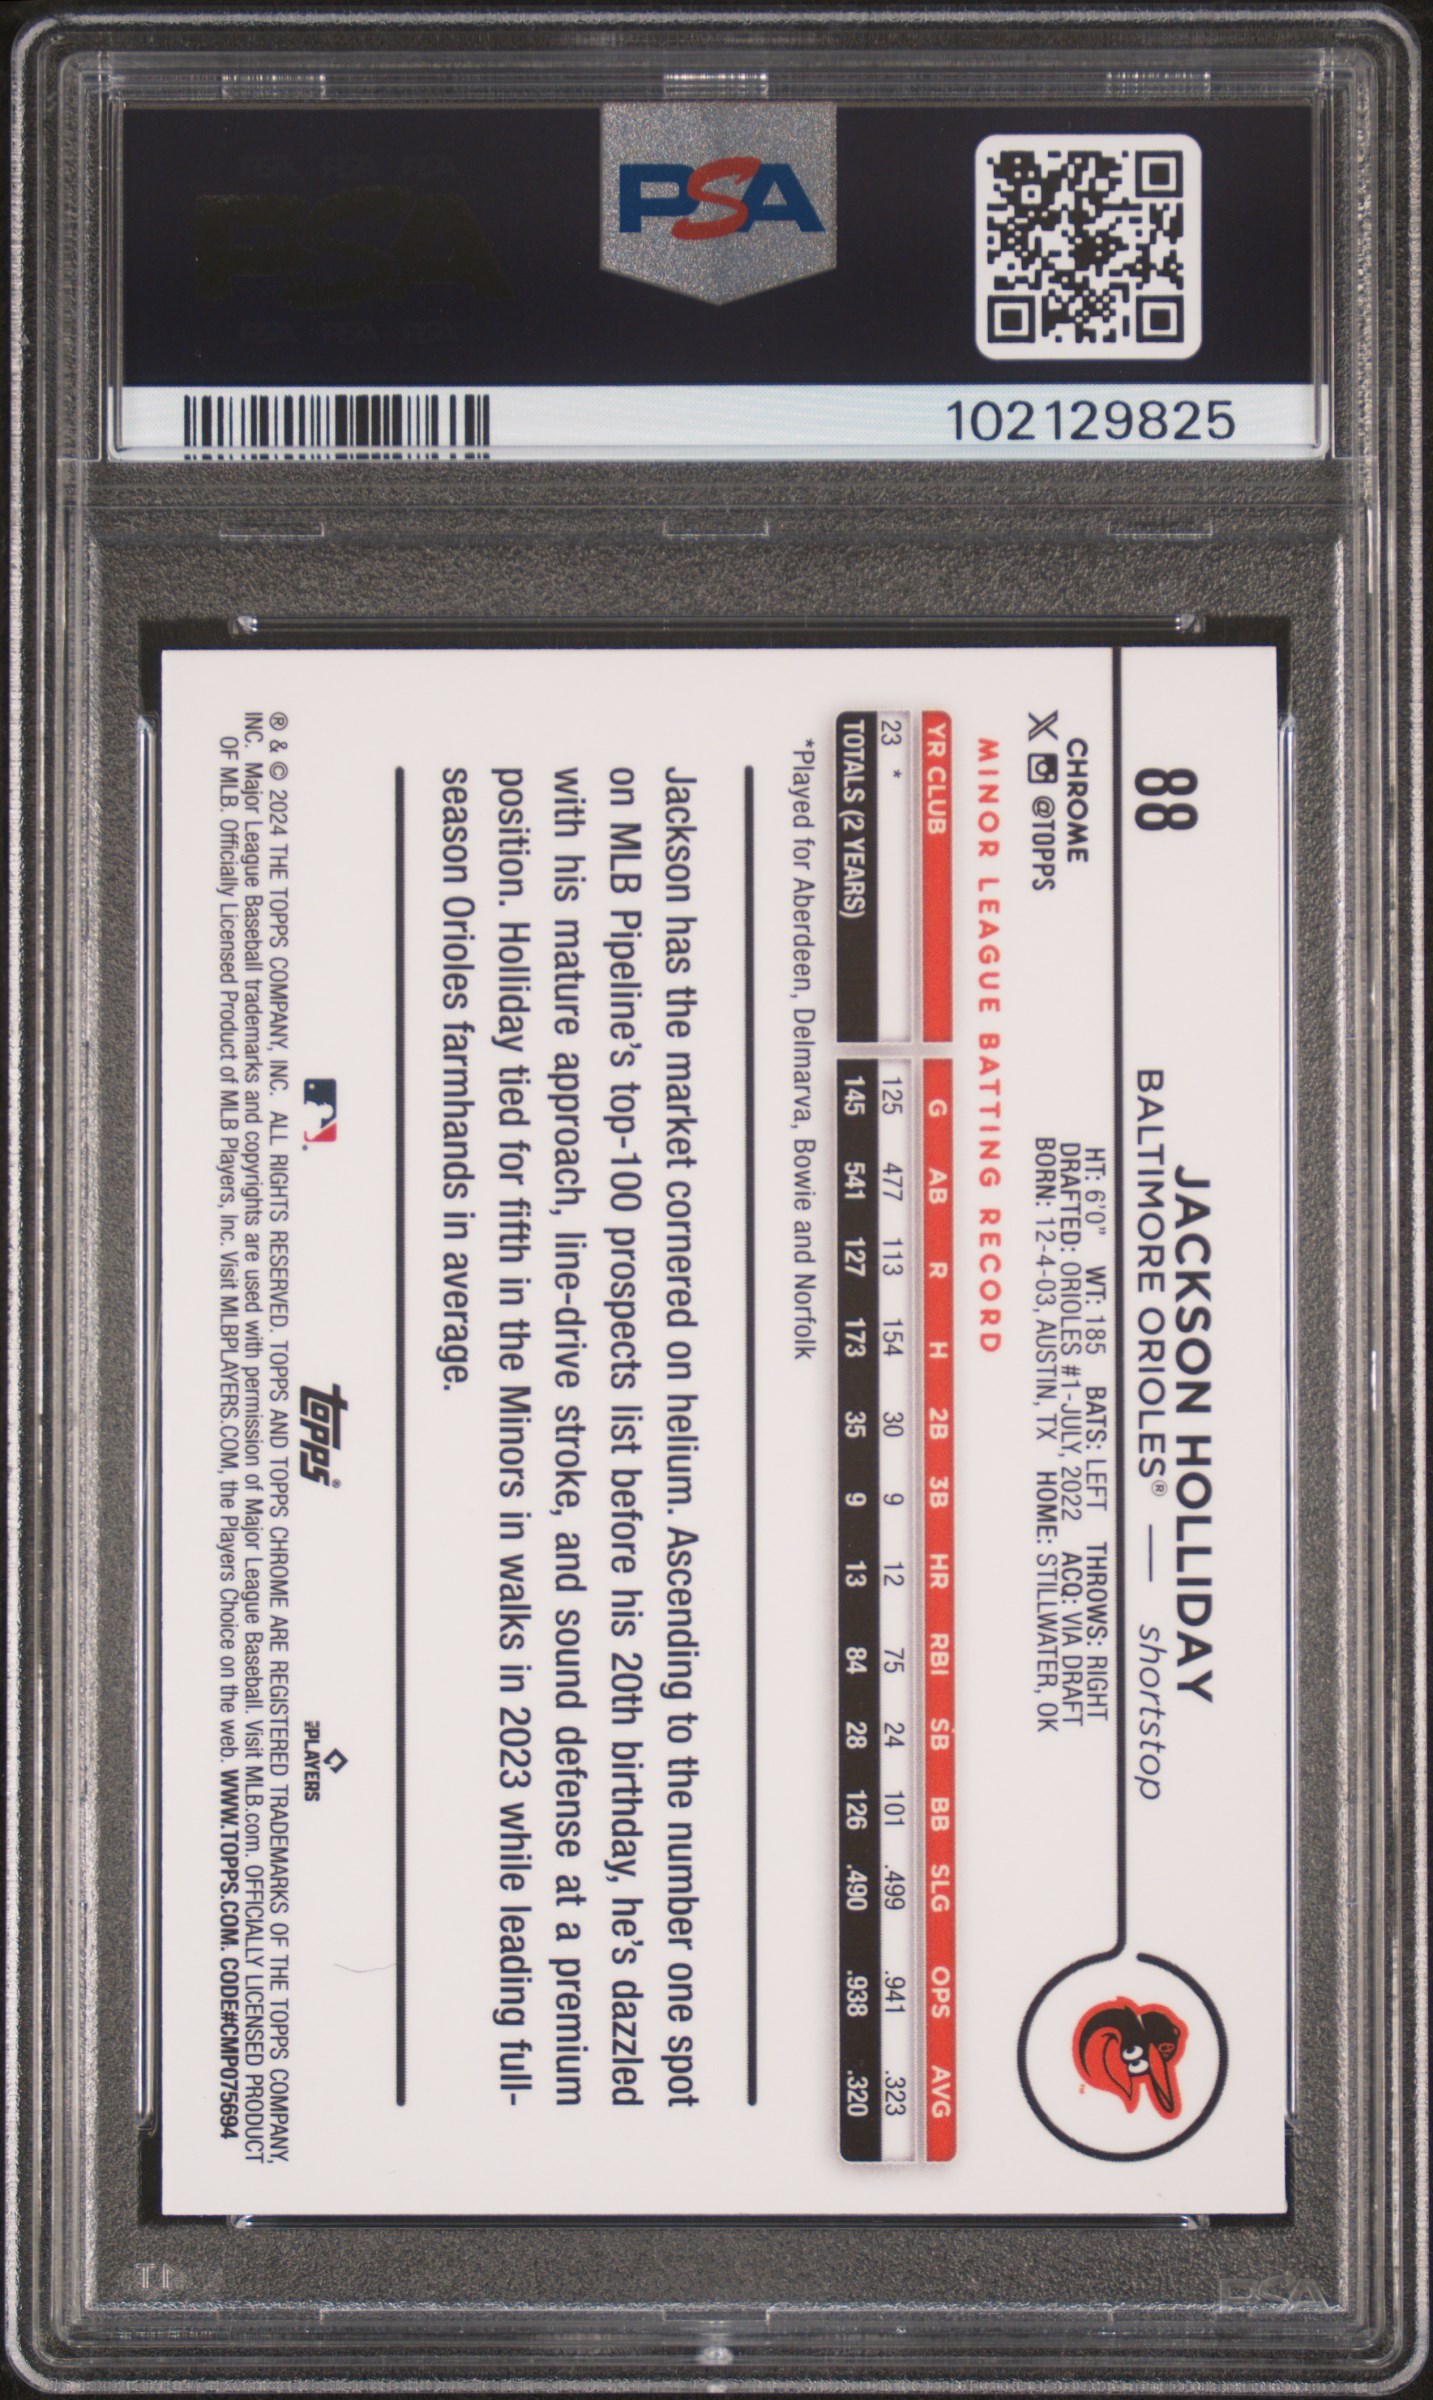 PSA
PSA
102129825
88
JACKSON HOLLIDAY
BALTIMORE ORIOLES® — shortstop
CHROME
X @TOPPS
HT: 6'0" WT: 185 BATS: LEFT THROWS: RIGHT
DRAFTED: ORIOLES #1-JULY, 2022 ACQ: VIA DRAFT
BORN: 12-4-03, AUSTIN, TX HOME: STILLWATER, OK
MINOR LEAGUE BATTING RECORD
YR CLUB G AB R H 2B 3B HR RBI SB BB SLG OPS AVG
23 * 125 477 113 154 30 9 12 75 24 101 .499 .941 .323
TOTALS (2 YEARS) 145 541 127 173 35 9 13 84 28 126 .490 .938 .320
*Played for Aberdeen, Delmarva, Bowie and Norfolk
Jackson has the market cornered on helium. Ascending to the number one spot
on MLB Pipeline's top-100 prospects list before his 20th birthday, he's dazzled
with his mature approach, line-drive stroke, and sound defense at a premium
position. Holliday tied for fifth in the Minors in walks in 2023 while leading full-
season Orioles farmhands in average.
topps®
PLAYERS
® & © 2024 THE TOPPS COMPANY, INC. ALL RIGHTS RESERVED. TOPPS AND TOPPS CHROME ARE REGISTERED TRADEMARKS OF THE TOPPS COMPANY,
INC. Major League Baseball trademarks and copyrights are used with permission of Major League Baseball. Visit MLB.com. OFFICIALLY LICENSED PRODUCT
OF MLB. Officially Licensed Product of MLB Players, Inc. Visit MLBPLAYERS.COM, the Players Choice on the web. WWW.TOPPS.COM. CODE#CMP075694
PSA